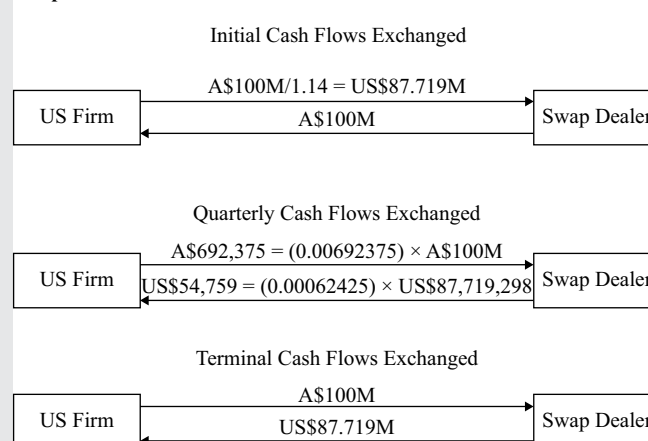 Initial Cash Flows Exchanged
A$100M/1.14 = US$87.719M
US Firm
A$100M
Swap Dealer
Quarterly Cash Flows Exchanged
A$692,375 = (0.00692375) × A$100M
US Firm
US$54,759 = (0.00062425) × US$87,719,298
Swap Dealer
Terminal Cash Flows Exchanged
A$100M
US Firm
US$87.719M
Swap Dealer